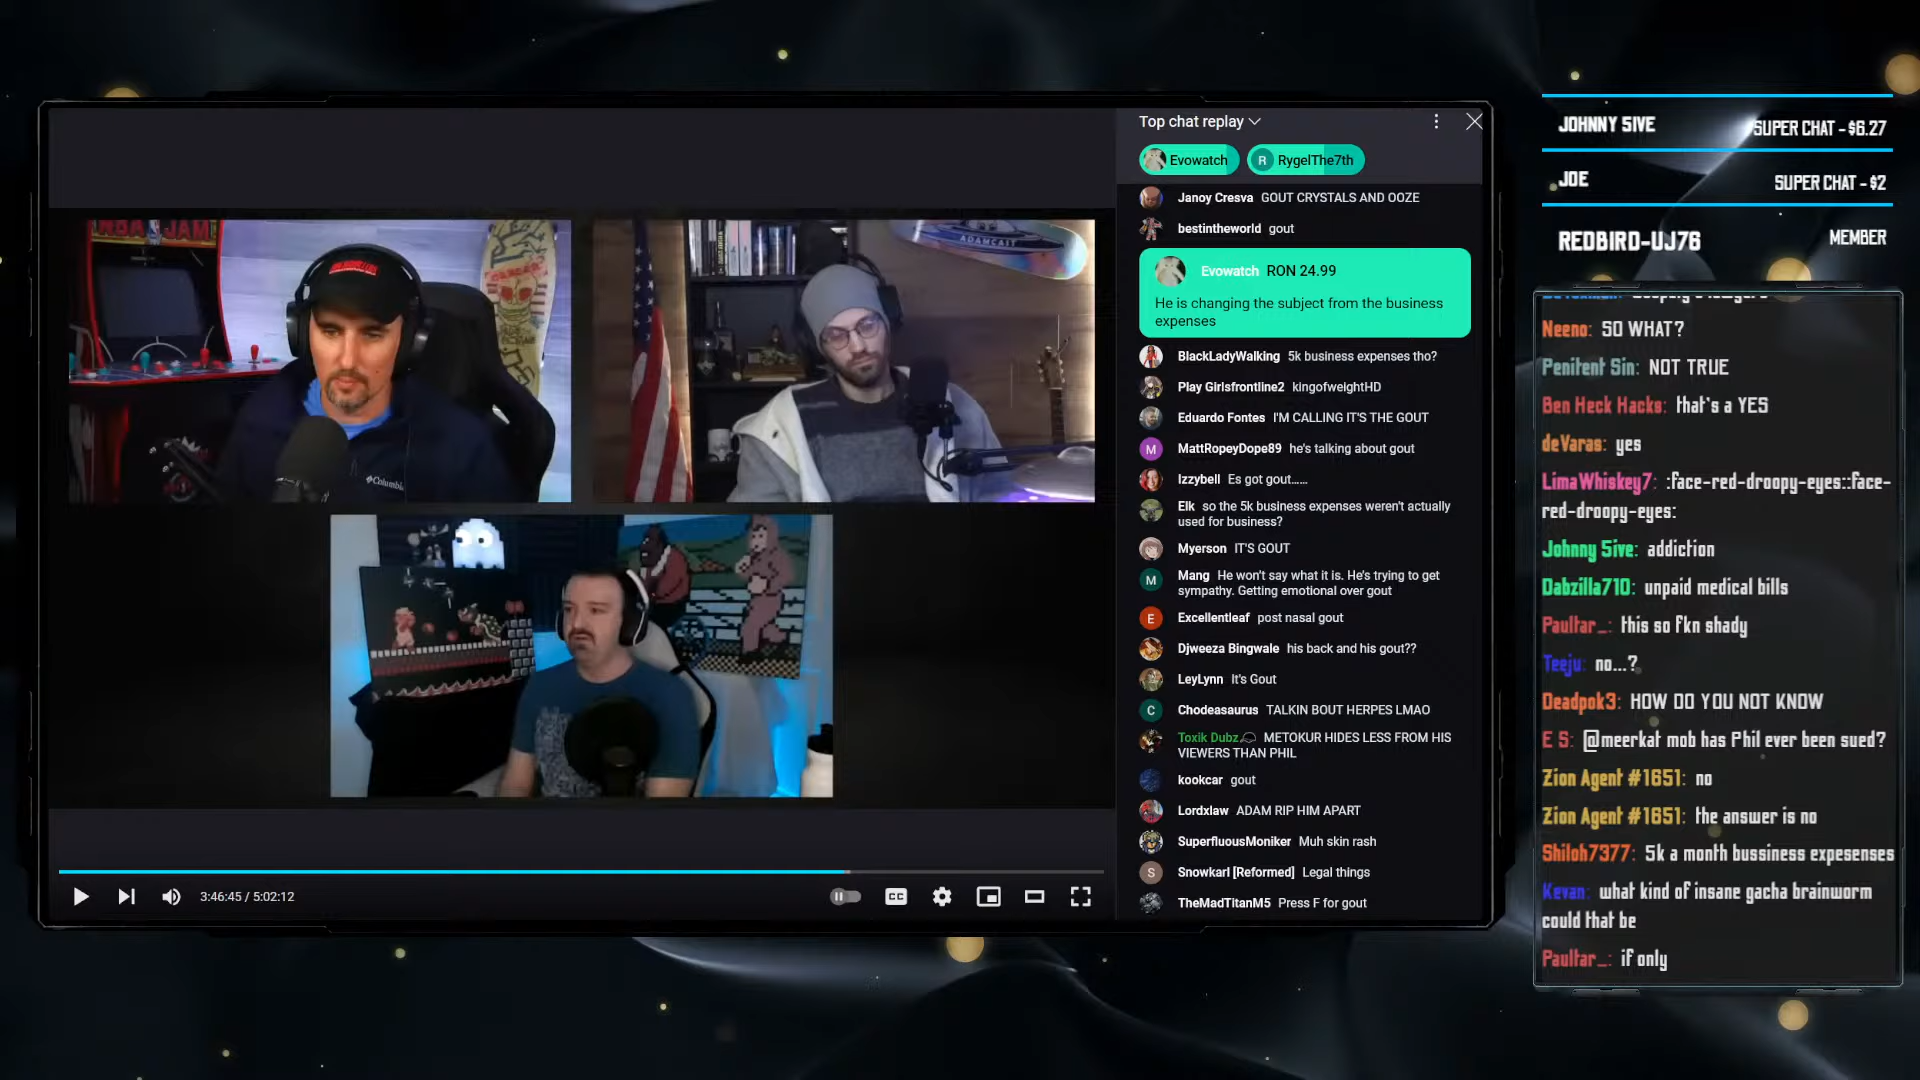 NBA JAM
ADAMCAIT
Columbia
3:46:45 / 5:02:12
CC
Top chat replay
Evowatch
R RygelThe7th
Janoy Cresva GOUT CRYSTALS AND OOZE
bestintheworld gout
Evowatch RON 24.99
He is changing the subject from the business
expenses
BlackLadyWalking 5k business expenses tho?
Play Girlsfrontline2 kingofweightHD
Eduardo Fontes I'M CALLING IT'S THE GOUT
M MattRopeyDope89 he's talking about gout
Izzybell Es got gout......
Elk so the 5k business expenses weren't actually
used for business?
Myerson IT'S GOUT
M Mang He won't say what it is. He's trying to get
sympathy. Getting emotional over gout
E Excellentleaf post nasal gout
Djweeza Bingwale his back and his gout??
LeyLynn It's Gout
C Chodeasaurus TALKIN BOUT HERPES LMAO
Toxik Dubz METOKUR HIDES LESS FROM HIS
VIEWERS THAN PHIL
kookcar gout
Lordxlaw ADAM RIP HIM APART
SuperfluousMoniker Muh skin rash
S Snowkarl [Reformed] Legal things
TheMadTitanM5 Press F for gout
JOHNNY 5IVE SUPER CHAT - $6.27
JOE SUPER CHAT - $2
REDBIRD-UJ76 MEMBER
Neeno: SO WHAT?
Penitent Sin: NOT TRUE
Ben Heck Hacks: that's a YES
deVaras: yes
LimaWhiskey7: :face-red-droopy-eyes::face-
red-droopy-eyes:
Johnny 5ive: addiction
Dabzilla710: unpaid medical bills
Paultar_: this so fkn shady
Teeju: no...?
Deadpok3: HOW DO YOU NOT KNOW
E S: @meerkat mob has Phil ever been sued?
Zion Agent #1651: no
Zion Agent #1651: the answer is no
Shiloh7377: 5k a month bussiness expesenses
Kevan: what kind of insane gacha brainworm
could that be
Paultar_: if only